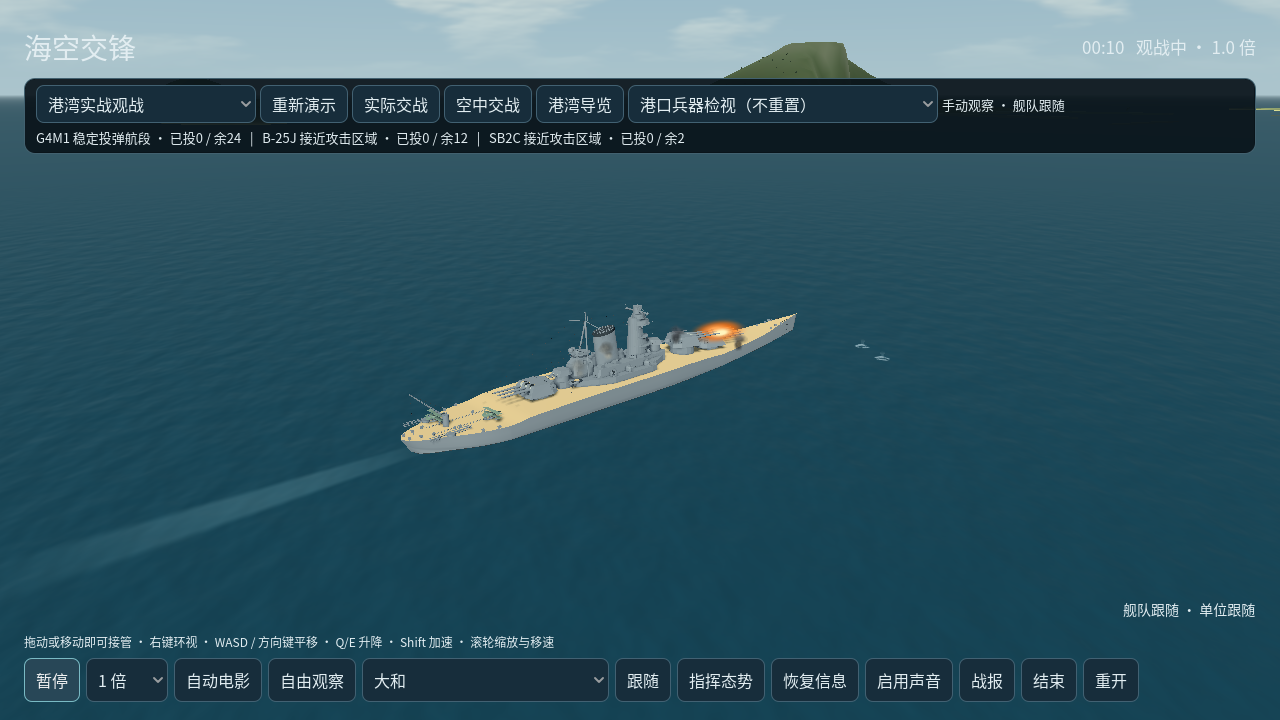 海空交锋
00:10 观战中 · 1.0 倍
港湾实战观战 重新演示 实际交战 空中交战 港湾导览 港口兵器检视（不重置） 手动观察 · 舰队跟随
G4M1 稳定投弹航段 · 已投0 / 余24 | B-25J 接近攻击区域 · 已投0 / 余12 | SB2C 接近攻击区域 · 已投0 / 余2
舰队跟随 · 单位跟随
拖动或移动即可接管 · 右键环视 · WASD / 方向键平移 · Q/E 升降 · Shift 加速 · 滚轮缩放与移速
暂停 1 倍 自动电影 自由观察 大和 跟随 指挥态势 恢复信息 启用声音 战报 结束 重开